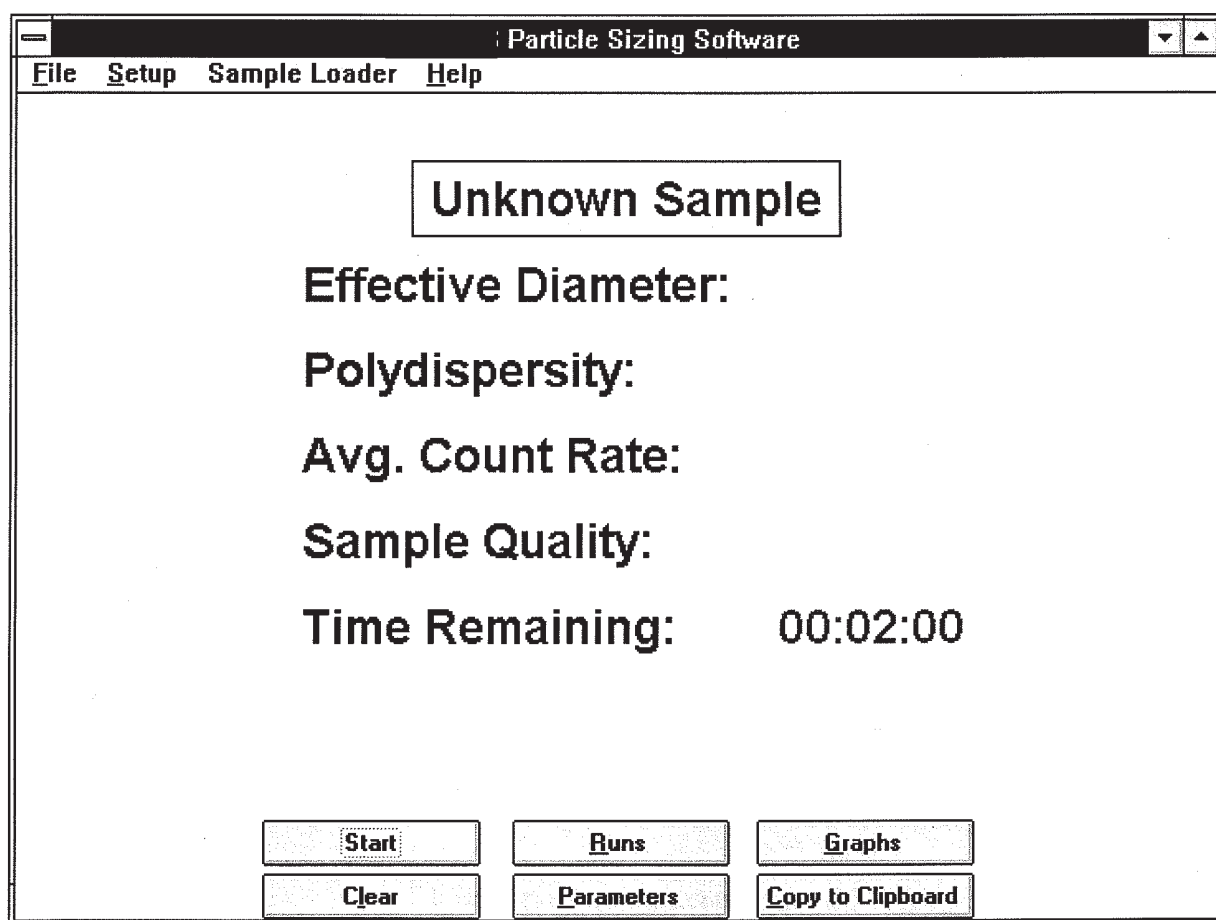 Particle Sizing Software
File Setup Sample Loader Help
Unknown Sample
Effective Diameter:
Polydispersity:
Avg. Count Rate:
Sample Quality:
Time Remaining: 00:02:00
Start Runs Graphs
Clear Parameters Copy to Clipboard